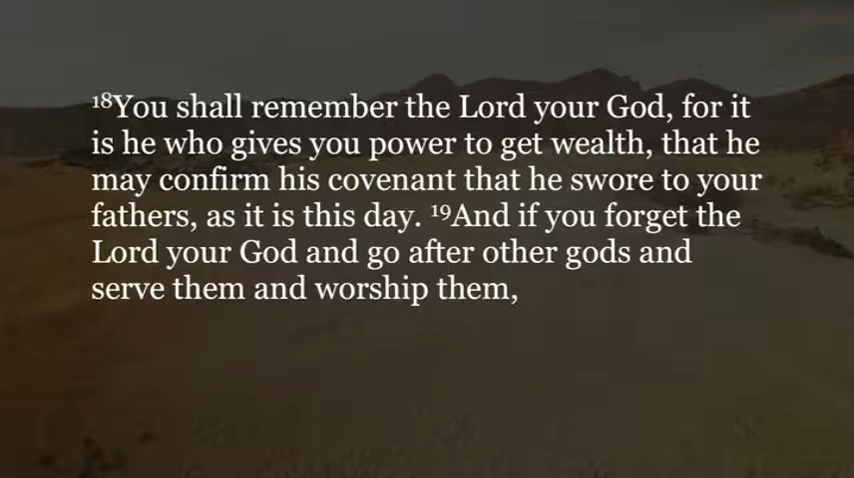 ¹⁸You shall remember the Lord your God, for it
is he who gives you power to get wealth, that he
may confirm his covenant that he swore to your
fathers, as it is this day. ¹⁹And if you forget the
Lord your God and go after other gods and
serve them and worship them,